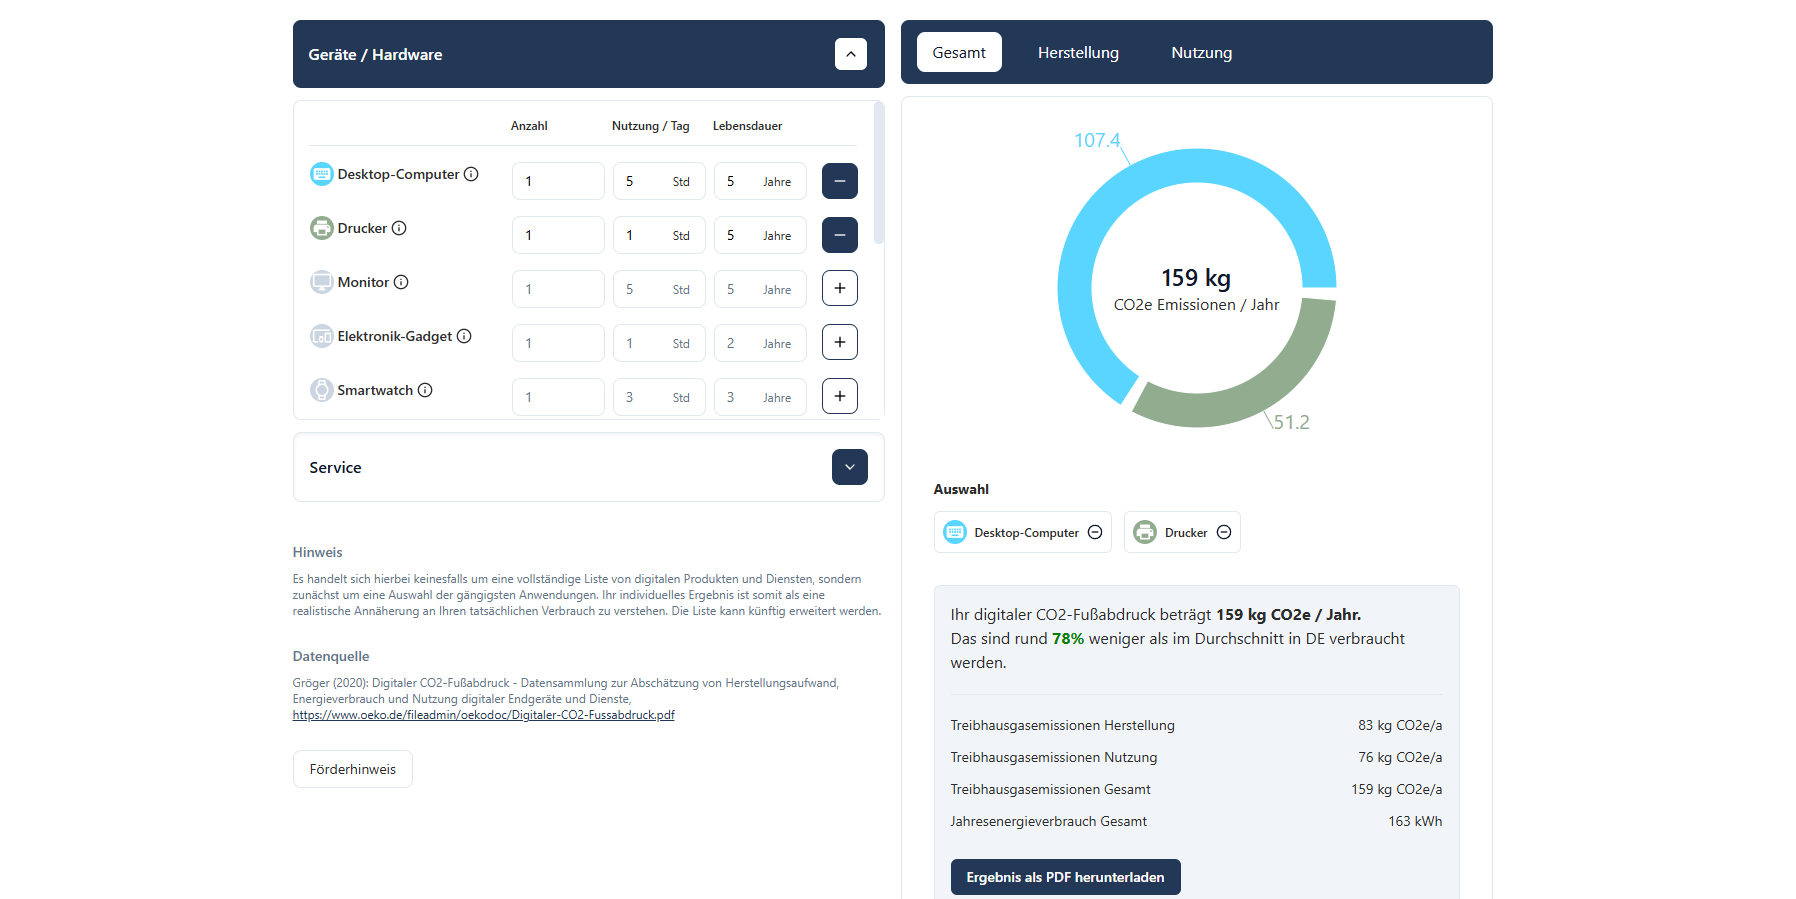 Geräte / Hardware
Anzahl Nutzung / Tag Lebensdauer
Desktop-Computer 1 5 Std 5 Jahre
Drucker 1 1 Std 5 Jahre
Monitor 1 5 Std 5 Jahre
Elektronik-Gadget 1 1 Std 2 Jahre
Smartwatch 1 3 Std 3 Jahre
Service
Hinweis
Es handelt sich hierbei keinesfalls um eine vollständige Liste von digitalen Produkten und Diensten, sondern
zunächst um eine Auswahl der gängigsten Anwendungen. Ihr individuelles Ergebnis ist somit als eine
realistische Annäherung an Ihren tatsächlichen Verbrauch zu verstehen. Die Liste kann künftig erweitert werden.
Datenquelle
Gröger (2020): Digitaler CO2-Fußabdruck - Datensammlung zur Abschätzung von Herstellungsaufwand,
Energieverbrauch und Nutzung digitaler Endgeräte und Dienste,
https://www.oeko.de/fileadmin/oekodoc/Digitaler-CO2-Fussabdruck.pdf
Förderhinweis
Gesamt Herstellung Nutzung
107.4
159 kg
CO2e Emissionen / Jahr
51.2
Auswahl
Desktop-Computer Drucker
Ihr digitaler CO2-Fußabdruck beträgt 159 kg CO2e / Jahr.
Das sind rund 78% weniger als im Durchschnitt in DE verbraucht
werden.
Treibhausgasemissionen Herstellung 83 kg CO2e/a
Treibhausgasemissionen Nutzung 76 kg CO2e/a
Treibhausgasemissionen Gesamt 159 kg CO2e/a
Jahresenergieverbrauch Gesamt 163 kWh
Ergebnis als PDF herunterladen